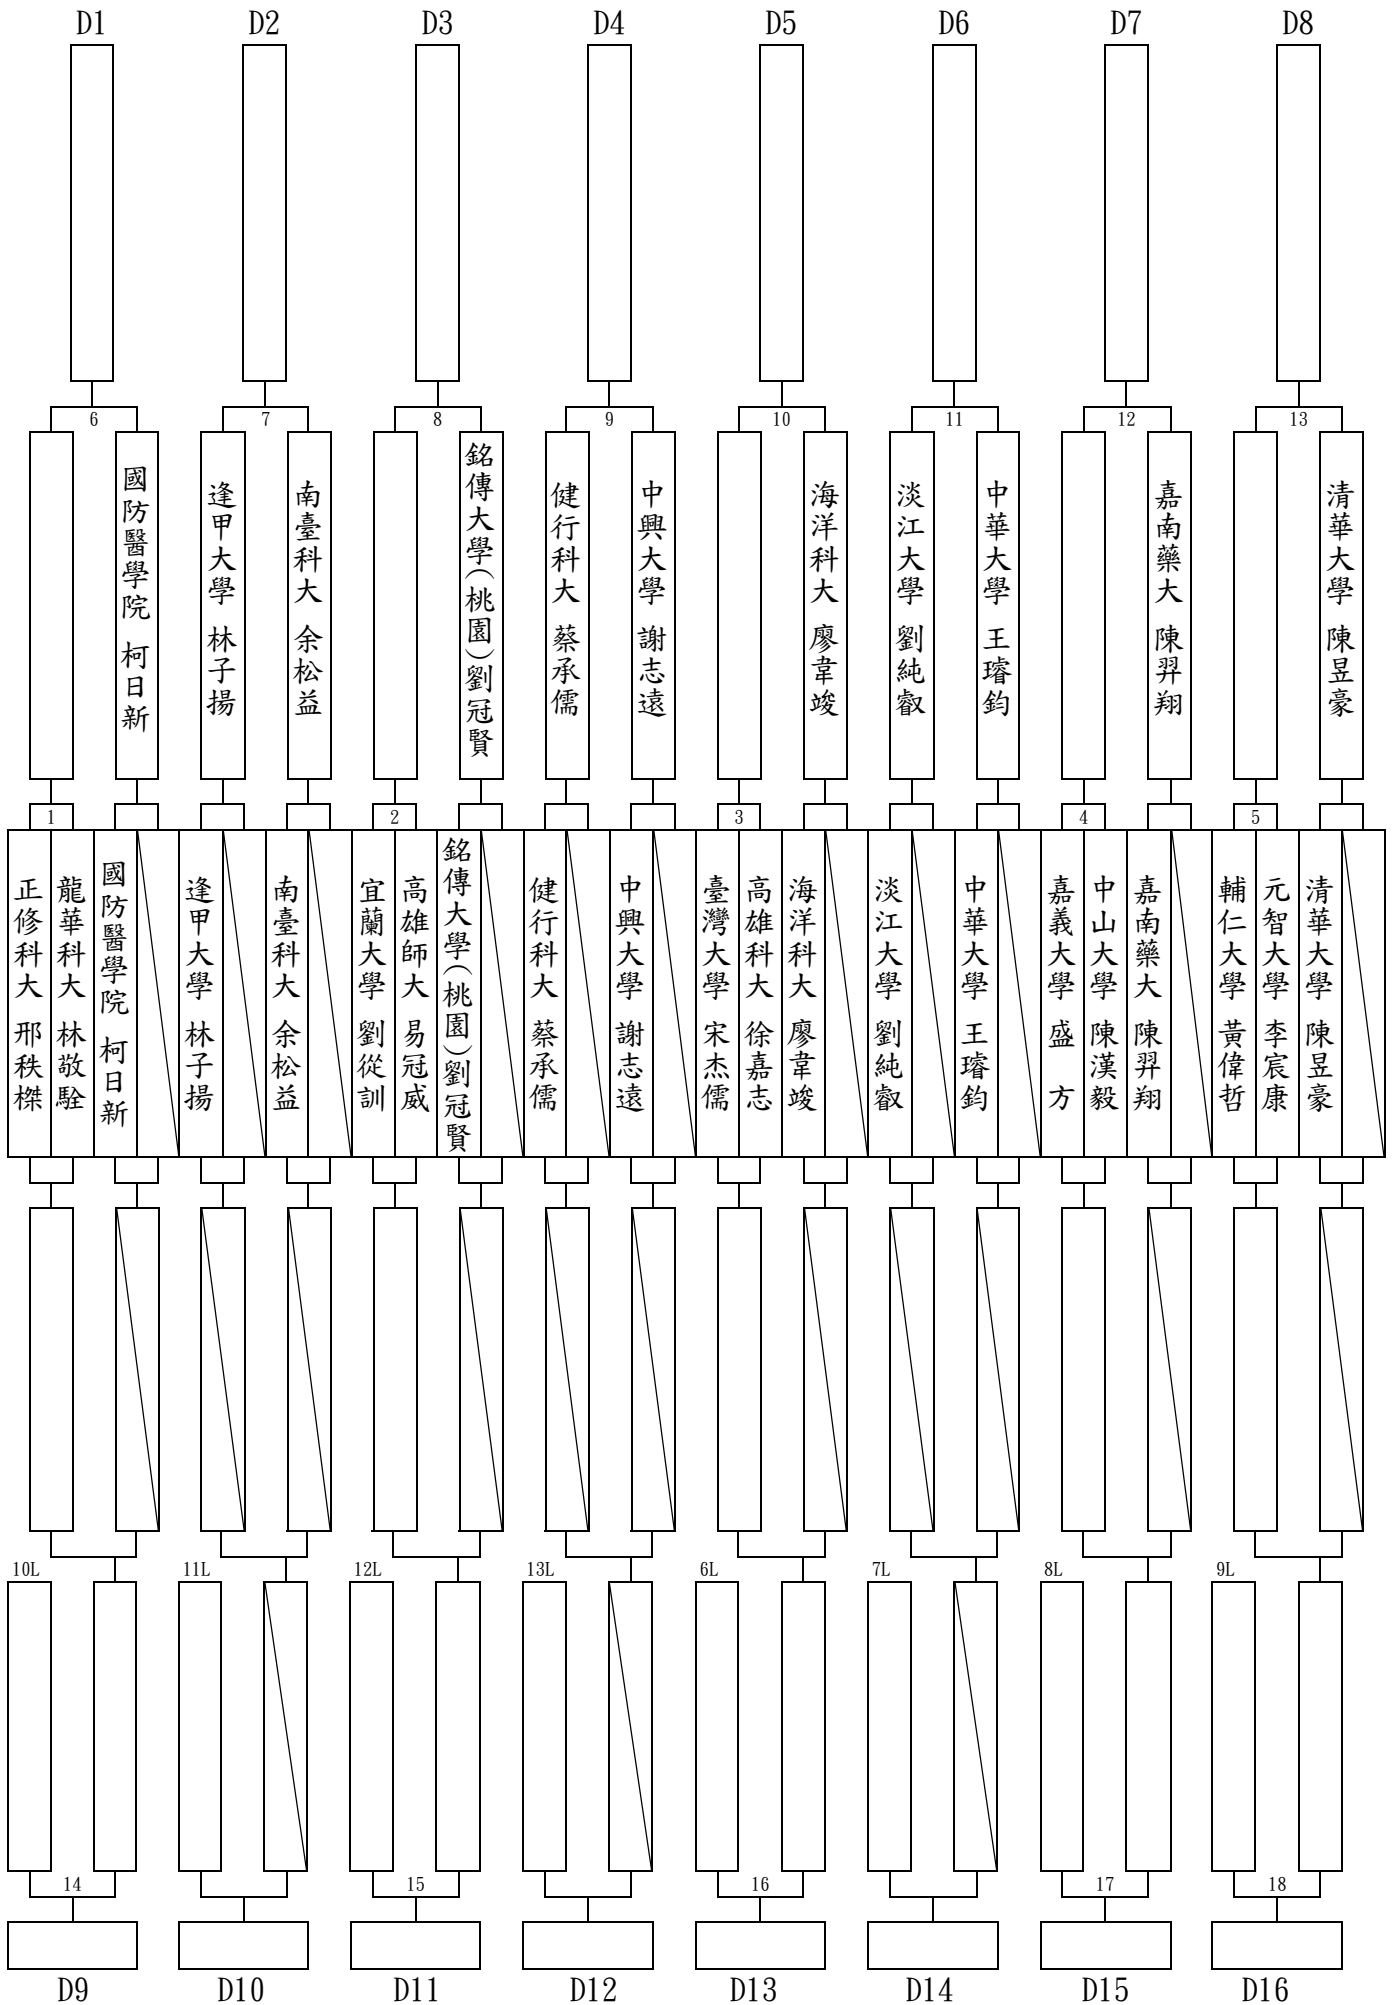 D1 D2 D3 D4 D5 D6 D7 D8
6 7 8 9 10 11 12 13
國防醫學院 柯日新
逢甲大學 林子揚
南臺科大 余松益
銘傳大學(桃園)劉冠賢
健行科大 蔡承儒
中興大學 謝志遠
海洋科大 廖韋竣
淡江大學 劉純叡
中華大學 王璿鈞
嘉南藥大 陳羿翔
清華大學 陳昱豪
1 2 3 4 5
正修科大 邢秩榤
龍華科大 林敬駩
國防醫學院 柯日新
逢甲大學 林子揚
南臺科大 余松益
宜蘭大學 劉從訓
高雄師大 易冠威
銘傳大學(桃園)劉冠賢
健行科大 蔡承儒
中興大學 謝志遠
臺灣大學 宋杰儒
高雄科大 徐嘉志
海洋科大 廖韋竣
淡江大學 劉純叡
中華大學 王璿鈞
嘉義大學 盛 方
中山大學 陳漢毅
嘉南藥大 陳羿翔
輔仁大學 黃偉哲
元智大學 李宸康
清華大學 陳昱豪
10L 11L 12L 13L 6L 7L 8L 9L
14 15 16 17 18
D9 D10 D11 D12 D13 D14 D15 D16